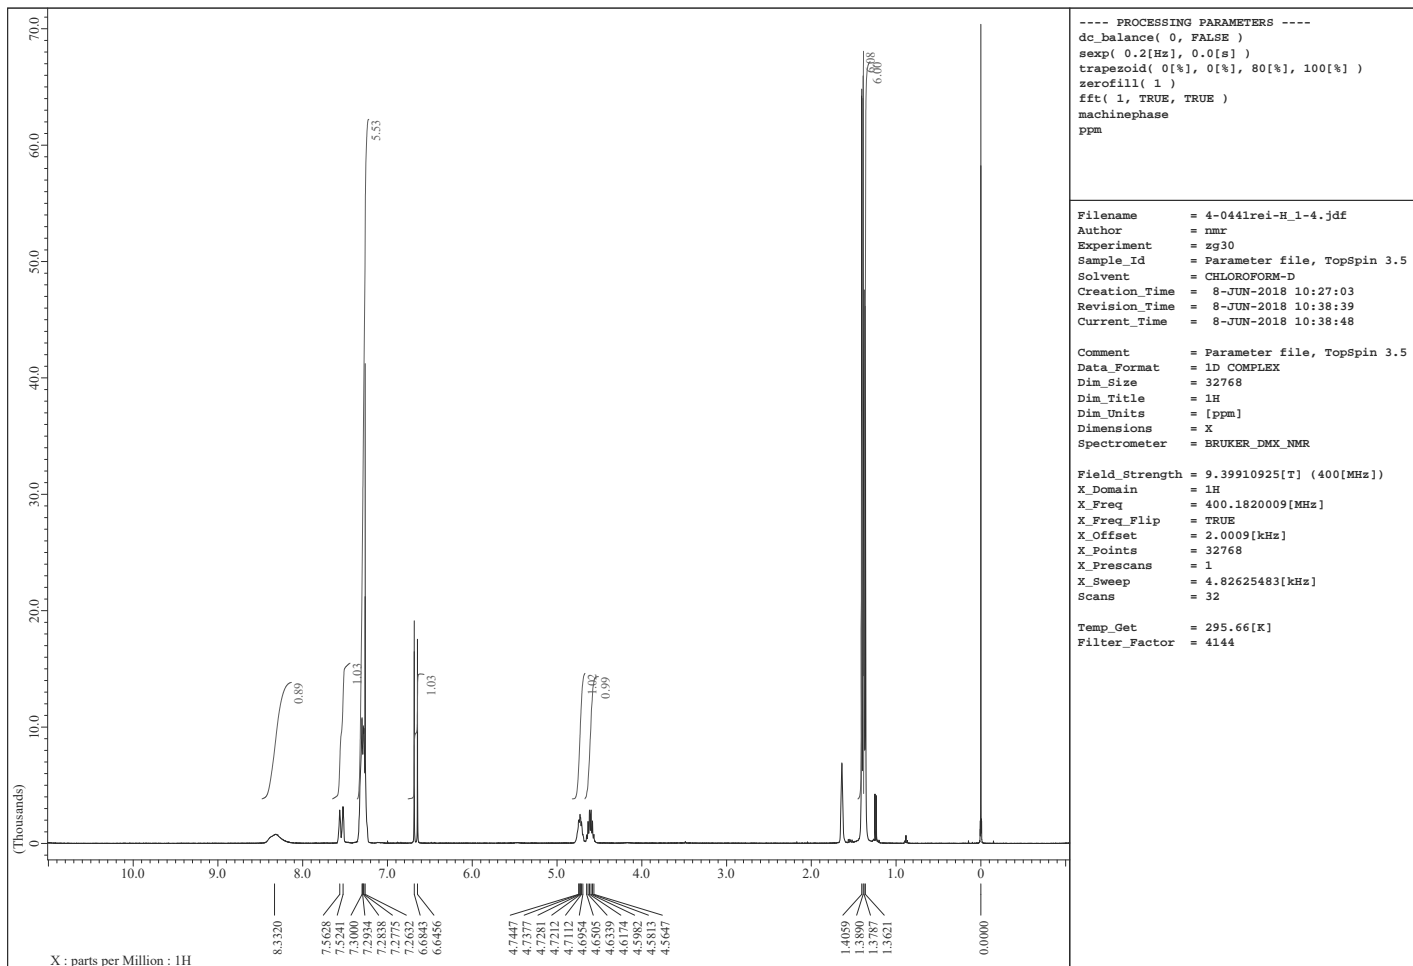 ---- PROCESSING PARAMETERS ----
dc_balance( 0, FALSE )
sexp( 0.2[Hz], 0.0[s] )
trapezoid( 0[%], 0[%], 80[%], 100[%] )
zerofill( 1 )
fft( 1, TRUE, TRUE )
machinephase
ppm
Filename = 4-0441rei-H_1-4.jdf
Author = nmr
Experiment = zg30
Sample_Id = Parameter file, TopSpin 3.5
Solvent = CHLOROFORM-D
Creation_Time = 8-JUN-2018 10:27:03
Revision_Time = 8-JUN-2018 10:38:39
Current_Time = 8-JUN-2018 10:38:48
Comment = Parameter file, TopSpin 3.5
Data_Format = 1D COMPLEX
Dim_Size = 32768
Dim_Title = 1H
Dim_Units = [ppm]
Dimensions = X
Spectrometer = BRUKER_DMX_NMR
Field_Strength = 9.39910925[T] (400[MHz])
X_Domain = 1H
X_Freq = 400.1820009[MHz]
X_Freq_Flip = TRUE
X_Offset = 2.0009[kHz]
X_Points = 32768
X_Prescans = 1
X_Sweep = 4.82625483[kHz]
Scans = 32
Temp_Get = 295.66[K]
Filter_Factor = 4144
(Thousands)
70.0
60.0
50.0
40.0
30.0
20.0
10.0
0
0.89
1.03
5.53
1.03
1.02
0.99
6.08
6.00
10.0 9.0 8.0 7.0 6.0 5.0 4.0 3.0 2.0 1.0 0
8.3320
7.5628
7.5241
7.3000
7.2934
7.2838
7.2775
7.2632
6.6843
6.6456
4.7447
4.7377
4.7281
4.7212
4.7112
4.6954
4.6505
4.6339
4.6174
4.5982
4.5813
4.5647
1.4059
1.3890
1.3787
1.3621
0.0000
X : parts per Million : 1H